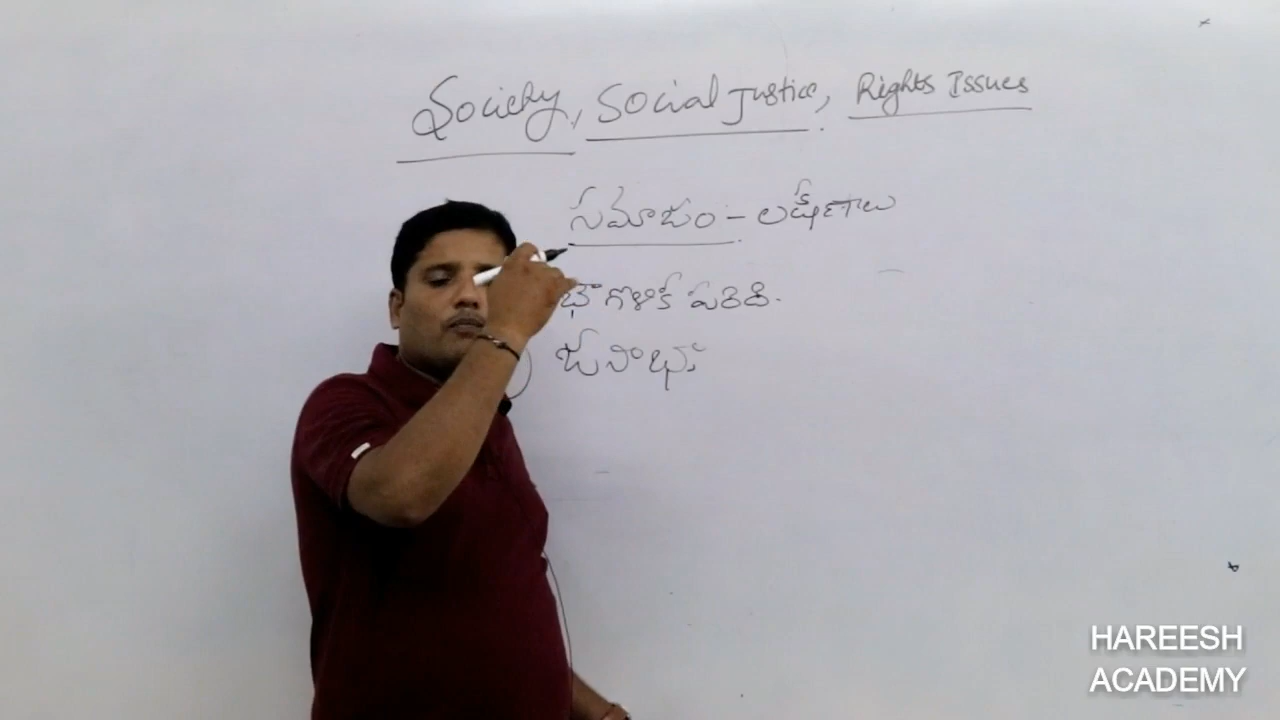 Society, Social Justice, Rights Issues
సమాజం - లక్షణాలు
భౌగోళిక పరిధి.
జనాభా
HAREESH
ACADEMY